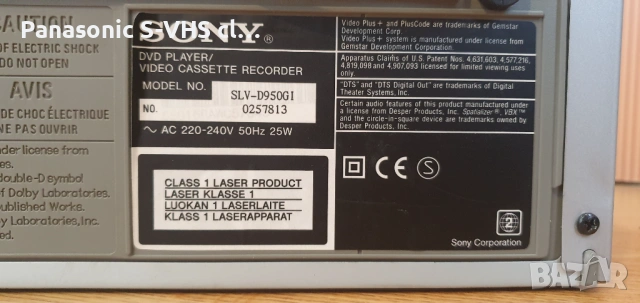 Panasonic S-VHS dl..
CAUTION
OF ELECTRIC SHOCK
DO NOT OPEN
AVIS
DE CHOC ÉLECTRIQUE
NE PAS OUVRIR
under license from
double-D symbol
of Dolby Laboratories.
published Works.
Laboratories, Inc.
SONY®
DVD PLAYER/
VIDEO CASSETTE RECORDER
MODEL NO. SLV-D950GI
NO. 0257813
~ AC 220-240V 50Hz 25W
CLASS 1 LASER PRODUCT
LASER KLASSE 1
LUOKAN 1 LASERLAITE
KLASS 1 LASERAPPARAT
Video Plus+ and PlusCode are trademarks of Gemstar
Development Corp.
Video Plus+ system is manufactured under license from
Gemstar Development Corporation.
Apparatus Claims of U.S. Patent Nos. 4,631,603, 4,577,216,
4,819,098 and 4,907,093 licensed for limited viewing uses
only.
"DTS" and "DTS Digital Out" are trademarks of Digital
Theater Systems, Inc.
Certain audio features of this product manufactured under
a license from Desper Products, Inc. Spatializer®, VBX™
and the circle-in-square device are trademarks owned by
Desper Products, Inc.
CE S
2
Sony Corporation
bazar.bg